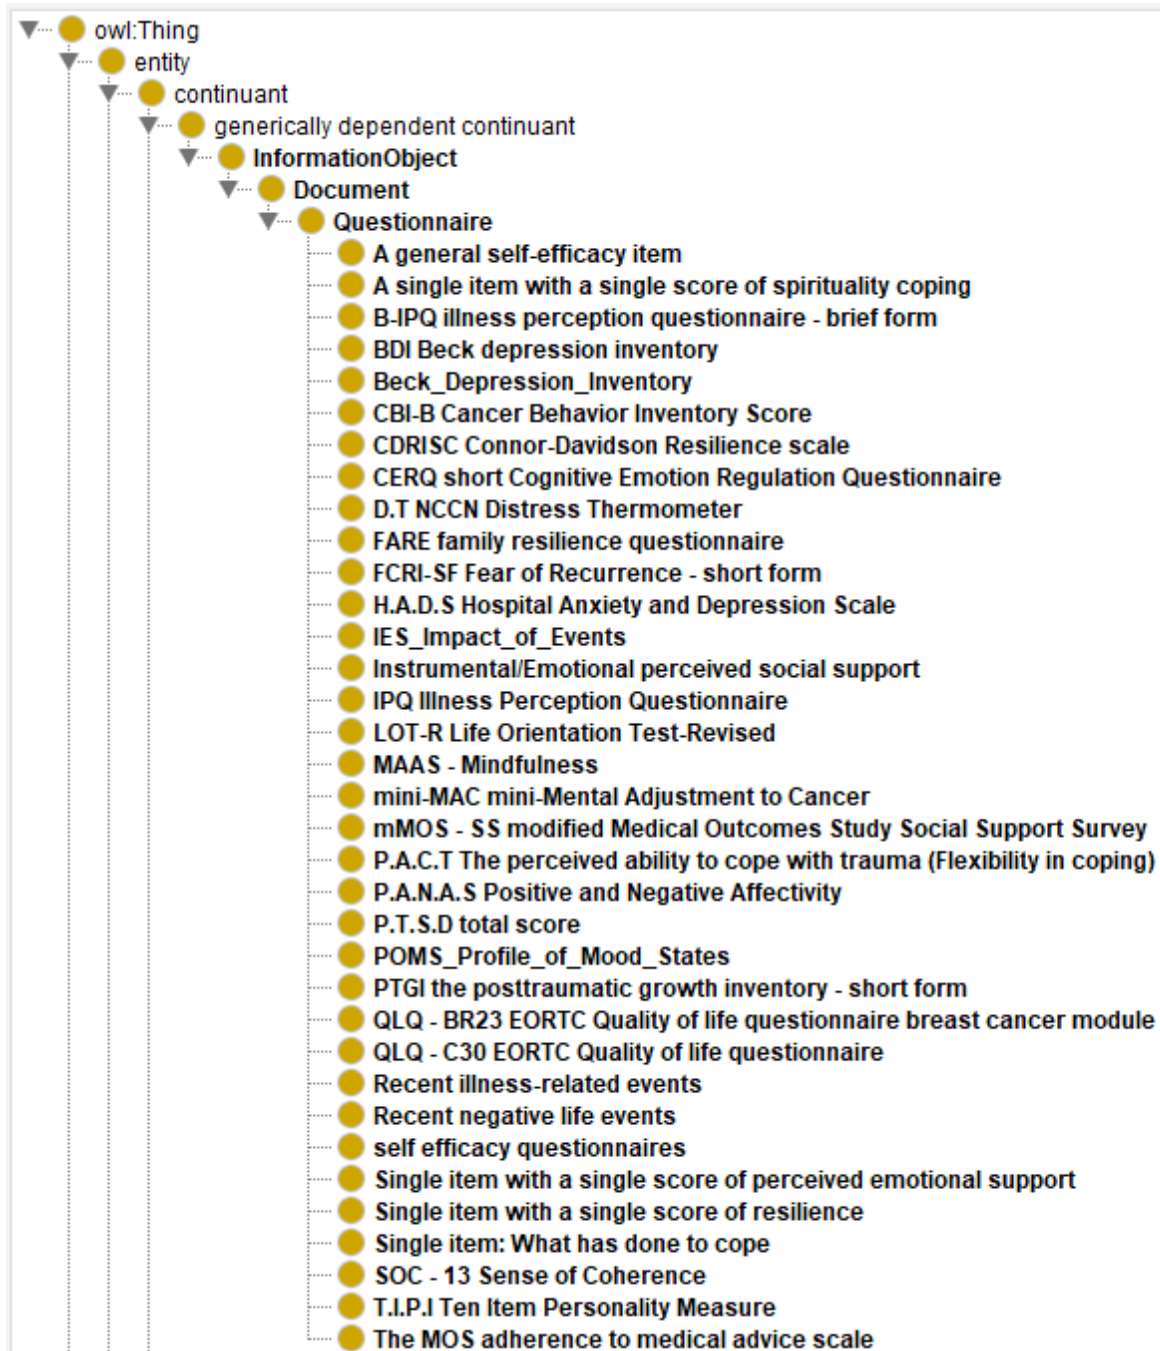 owl:Thing
entity
continuant
generically dependent continuant
InformationObject
Document
Questionnaire
A general self-efficacy item
A single item with a single score of spirituality coping
B-IPQ illness perception questionnaire - brief form
BDI Beck depression inventory
Beck_Depression_Inventory
CBI-B Cancer Behavior Inventory Score
CDRISC Connor-Davidson Resilience scale
CERQ short Cognitive Emotion Regulation Questionnaire
D.T NCCN Distress Thermometer
FARE family resilience questionnaire
FCRI-SF Fear of Recurrence - short form
H.A.D.S Hospital Anxiety and Depression Scale
IES_Impact_of_Events
Instrumental/Emotional perceived social support
IPQ Illness Perception Questionnaire
LOT-R Life Orientation Test-Revised
MAAS - Mindfulness
mini-MAC mini-Mental Adjustment to Cancer
mMOS - SS modified Medical Outcomes Study Social Support Survey
P.A.C.T The perceived ability to cope with trauma (Flexibility in coping)
P.A.N.A.S Positive and Negative Affectivity
P.T.S.D total score
POMS_Profile_of_Mood_States
PTGI the posttraumatic growth inventory - short form
QLQ - BR23 EORTC Quality of life questionnaire breast cancer module
QLQ - C30 EORTC Quality of life questionnaire
Recent illness-related events
Recent negative life events
self efficacy questionnaires
Single item with a single score of perceived emotional support
Single item with a single score of resilience
Single item: What has done to cope
SOC - 13 Sense of Coherence
T.I.P.I Ten Item Personality Measure
The MOS adherence to medical advice scale